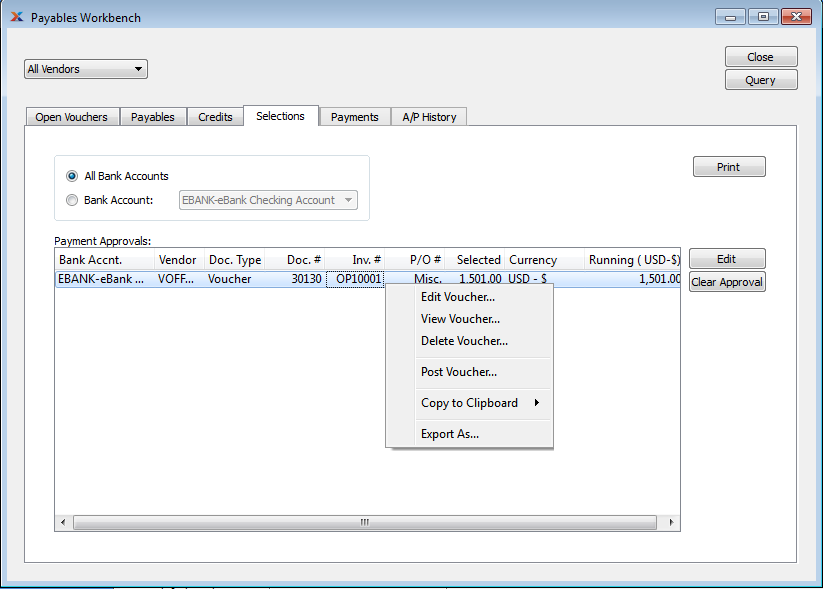 Payables Workbench
All Vendors
Close
Query
Open Vouchers Payables Credits Selections Payments A/P History
All Bank Accounts
Print
Bank Account: EBANK-eBank Checking Account
Payment Approvals:
Bank Accnt. Vendor Doc. Type Doc. # Inv. # P/O # Selected Currency Running ( USD-$)
Edit
EBANK-eBank ... VOFF... Voucher 30130 OP10001 Misc. 1,501.00 USD - $ 1,501.00
Clear Approval
Edit Voucher...
View Voucher...
Delete Voucher...
Post Voucher...
Copy to Clipboard
Export As...